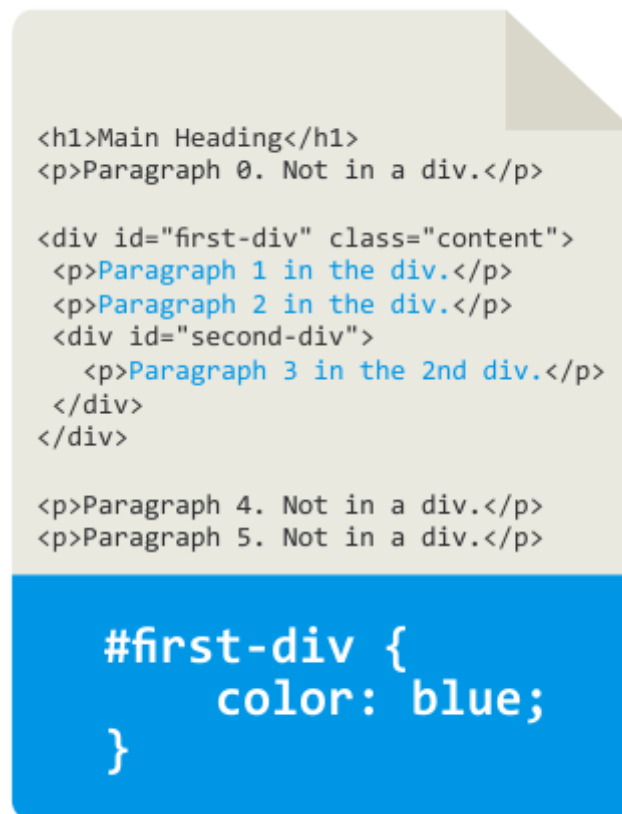 <h1>Main Heading</h1>
<p>Paragraph 0. Not in a div.</p>
<div id="first-div" class="content">
<p>Paragraph 1 in the div.</p>
<p>Paragraph 2 in the div.</p>
<div id="second-div">
<p>Paragraph 3 in the 2nd div.</p>
</div>
</div>
<p>Paragraph 4. Not in a div.</p>
<p>Paragraph 5. Not in a div.</p>
#first-div {
color: blue;
}